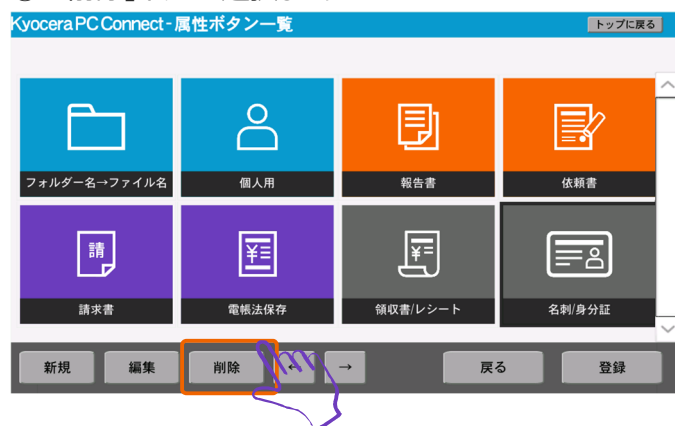 Kyocera PC Connect - 属性ボタン一覧
トップに戻る
フォルダー名→ファイル名
個人用
報告書
依頼書
請
¥
¥
請求書
電帳法保存
領収書/レシート
名刺/身分証
新規
編集
削除
←
→
戻る
登録